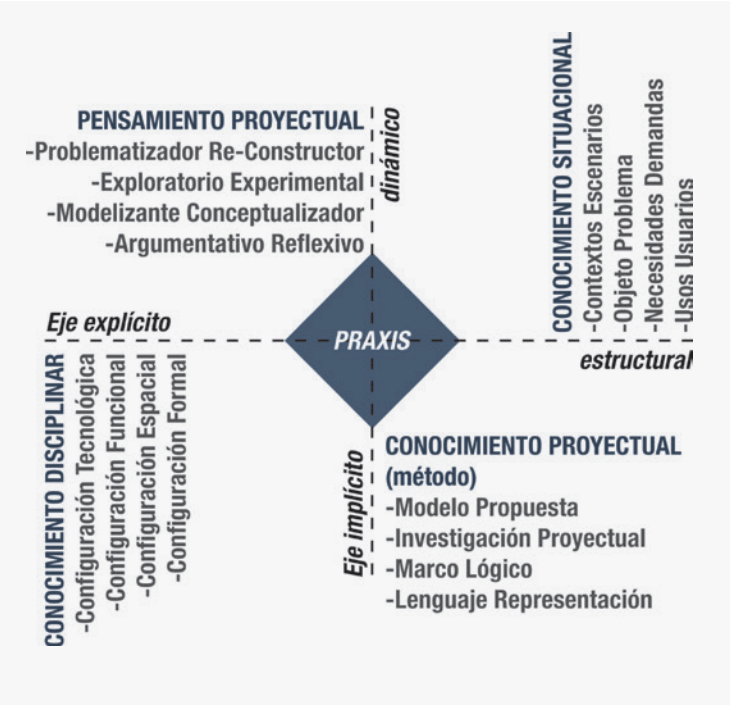 PENSAMIENTO PROYECTUAL
-Problematizador Re-Constructor
-Exploratorio Experimental
-Modelizante Conceptualizador
-Argumentativo Reflexivo
dinámico
CONOCIMIENTO SITUACIONAL
-Contextos Escenarios
-Objeto Problema
-Necesidades Demandas
-Usos Usuarios
Eje explícito
PRAXIS
estructural
CONOCIMIENTO DISCIPLINAR
-Configuración Tecnológica
-Configuración Funcional
-Configuración Espacial
-Configuración Formal
Eje implícito
CONOCIMIENTO PROYECTUAL
(método)
-Modelo Propuesta
-Investigación Proyectual
-Marco Lógico
-Lenguaje Representación